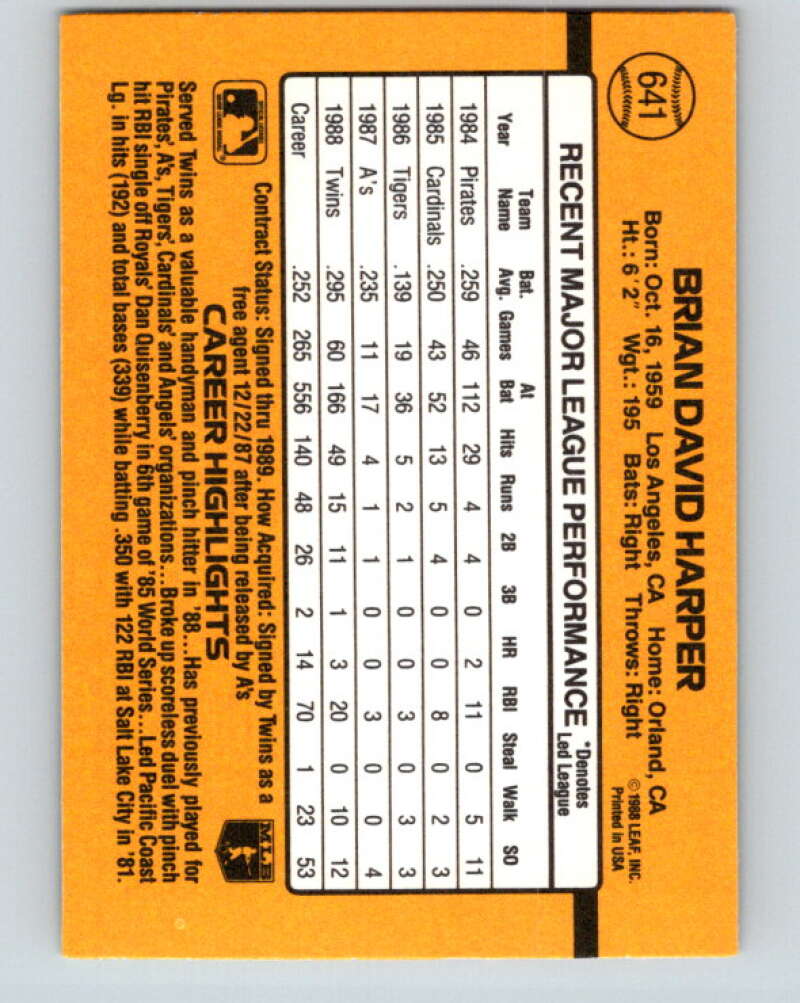 641
BRIAN DAVID HARPER
Born: Oct. 16, 1959 Los Angeles, CA Home: Orland, CA
Ht.: 6'2" Wgt.: 195 Bats: Right Throws: Right
©1988 LEAF, INC.
Printed in USA
RECENT MAJOR LEAGUE PERFORMANCE *Denotes Led League
Year Team Name Bat. Avg. Games At Bat Hits Runs 2B 3B HR RBI Steal Walk SO
1984 Pirates .259 46 112 29 4 4 0 2 11 0 5 11
1985 Cardinals .250 43 52 13 5 4 0 0 8 0 2 3
1986 Tigers .139 19 36 5 2 1 0 0 3 0 3 3
1987 A's .235 11 17 4 1 1 0 0 3 0 0 4
1988 Twins .295 60 166 49 15 11 1 3 20 0 10 12
Career .252 265 556 140 48 26 2 14 70 1 23 53
Contract Status: Signed thru 1989. How Acquired: Signed by Twins as a
free agent 12/22/87 after being released by A's
MLB
CAREER HIGHLIGHTS
Served Twins as a valuable handyman and pinch hitter in '88...Has previously played for
Pirates', A's, Tigers', Cardinals' and Angels' organizations...Broke up scoreless duel with pinch
hit RBI single off Royals' Dan Quisenberry in 6th game of '85 World Series...Led Pacific Coast
Lg. in hits (192) and total bases (339) while batting .350 with 122 RBI at Salt Lake City in '81.